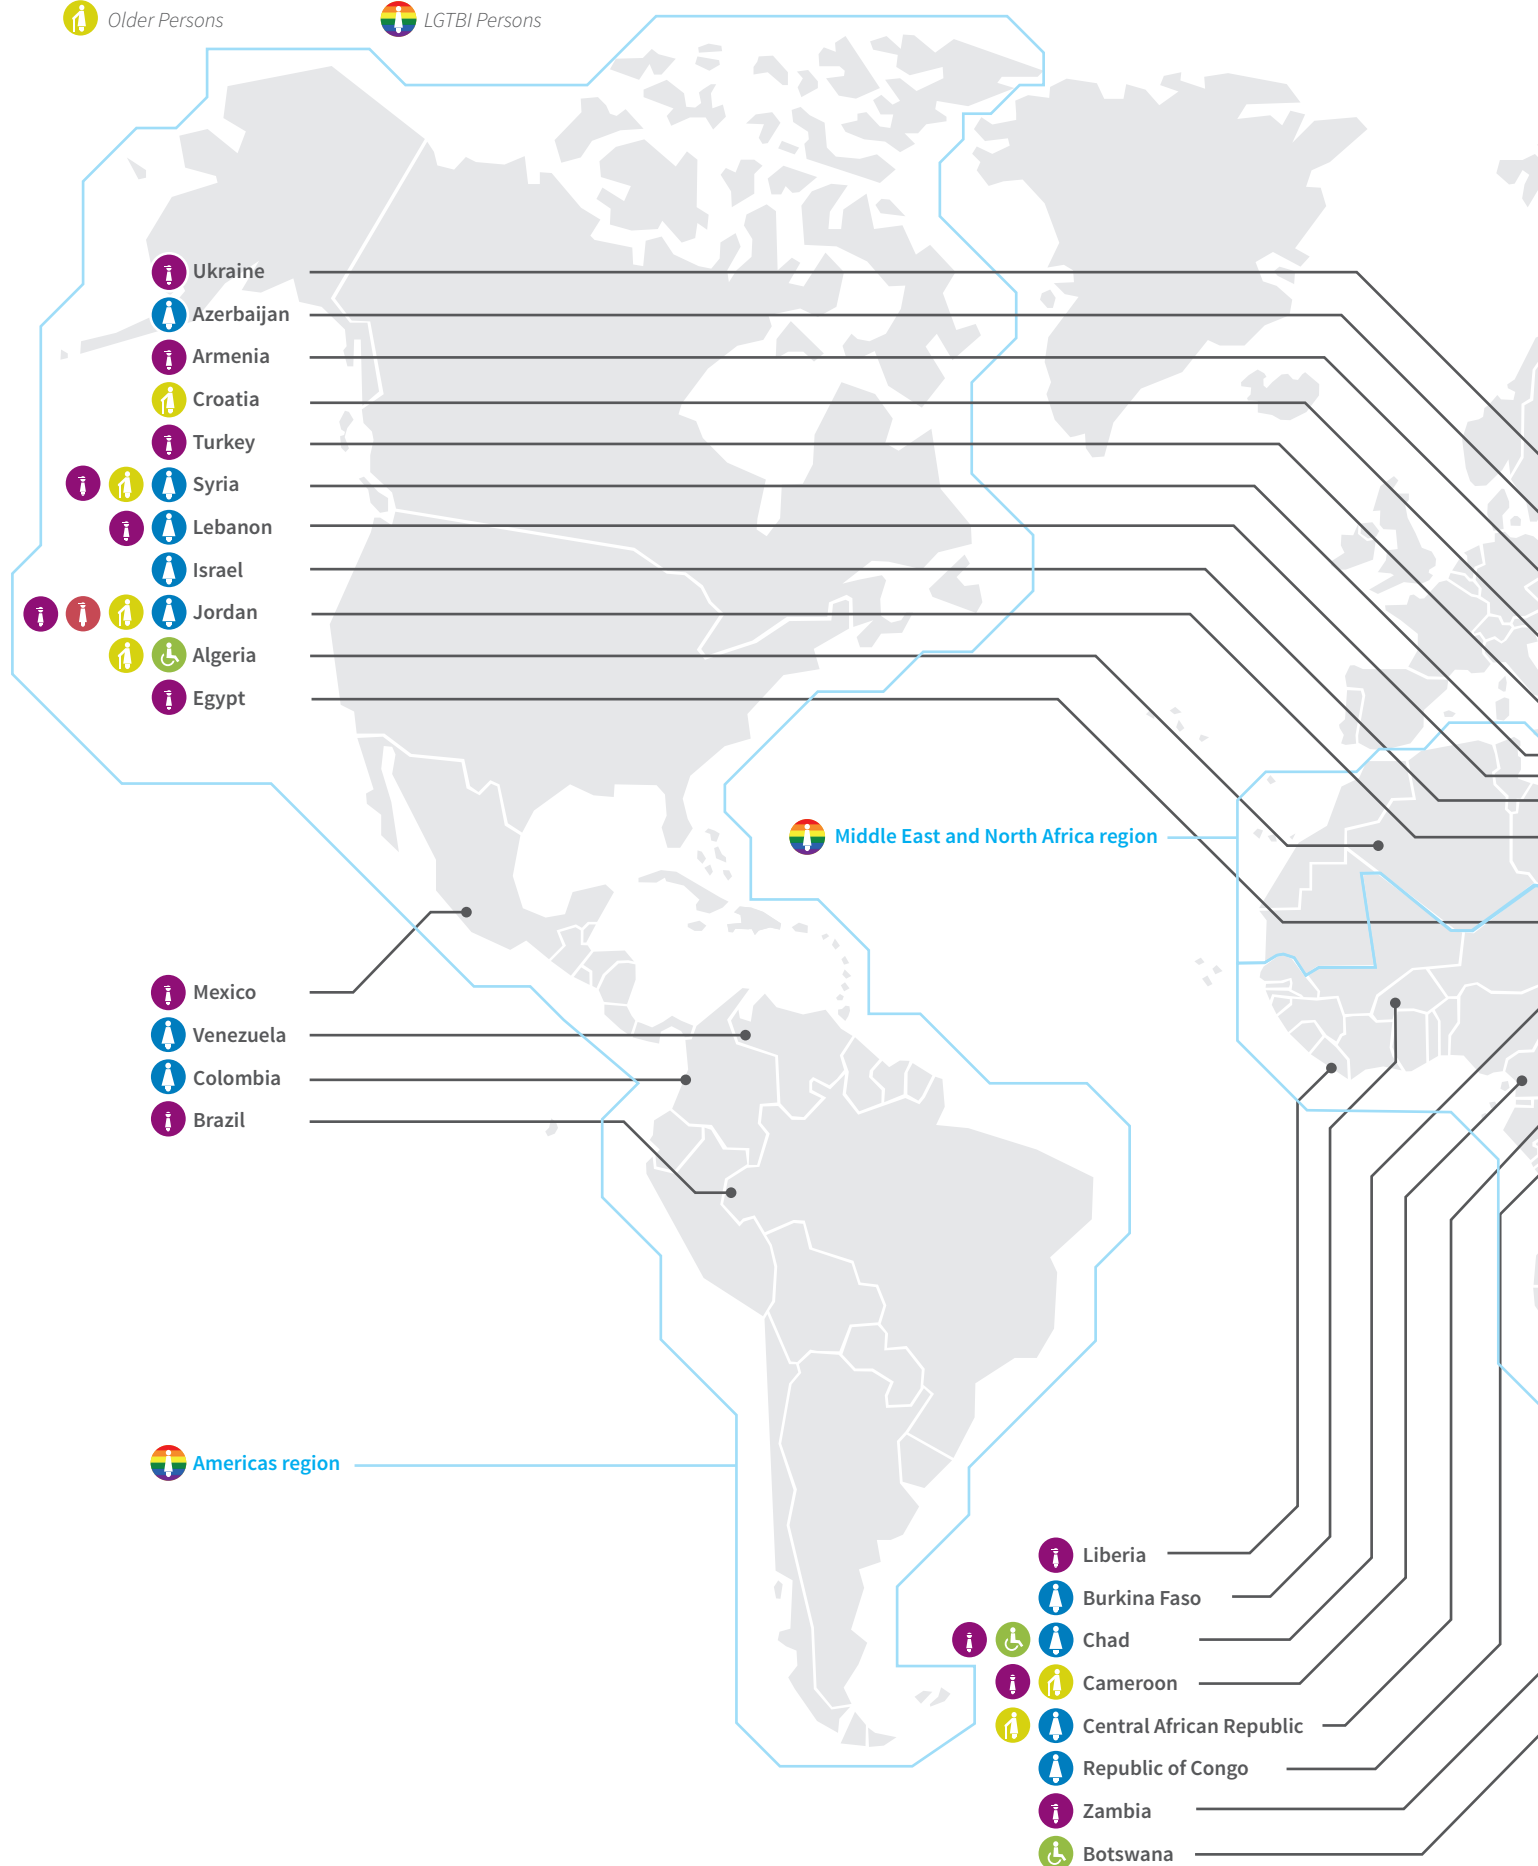 Older Persons
LGTBI Persons
Ukraine
Azerbaijan
Armenia
Croatia
Turkey
Syria
Lebanon
Israel
Jordan
Algeria
Egypt
Middle East and North Africa region
Mexico
Venezuela
Colombia
Brazil
Americas region
Liberia
Burkina Faso
Chad
Cameroon
Central African Republic
Republic of Congo
Zambia
Botswana